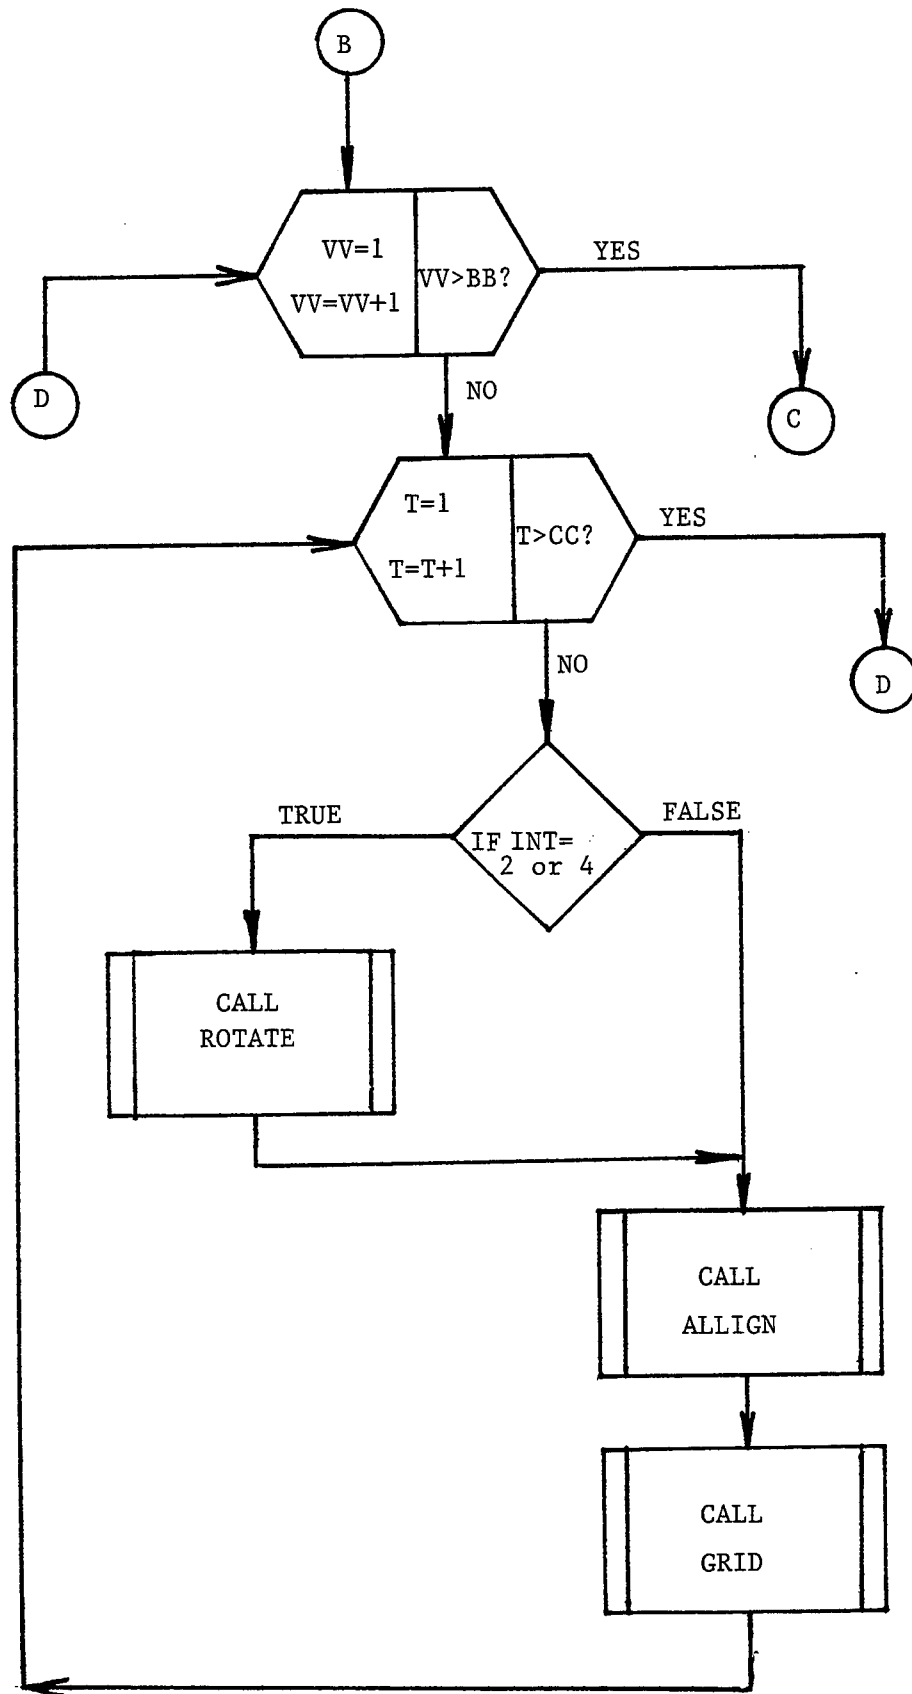 B
VV=1
VV=VV+1
VV>BB?
YES
D
NO
C
T=1
T=T+1
T>CC?
YES
NO
D
TRUE
FALSE
IF INT=
2 or 4
CALL
ROTATE
CALL
ALLIGN
CALL
GRID